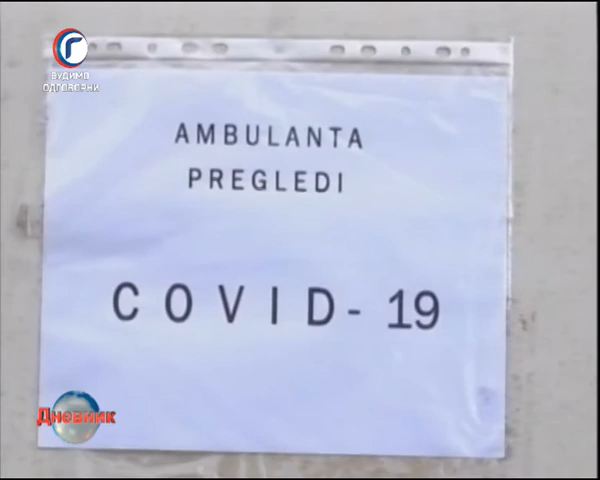 БУДИМО
ОДГОВОРНИ
AMBULANTA
PREGLEDI
COVID-19
Дневник